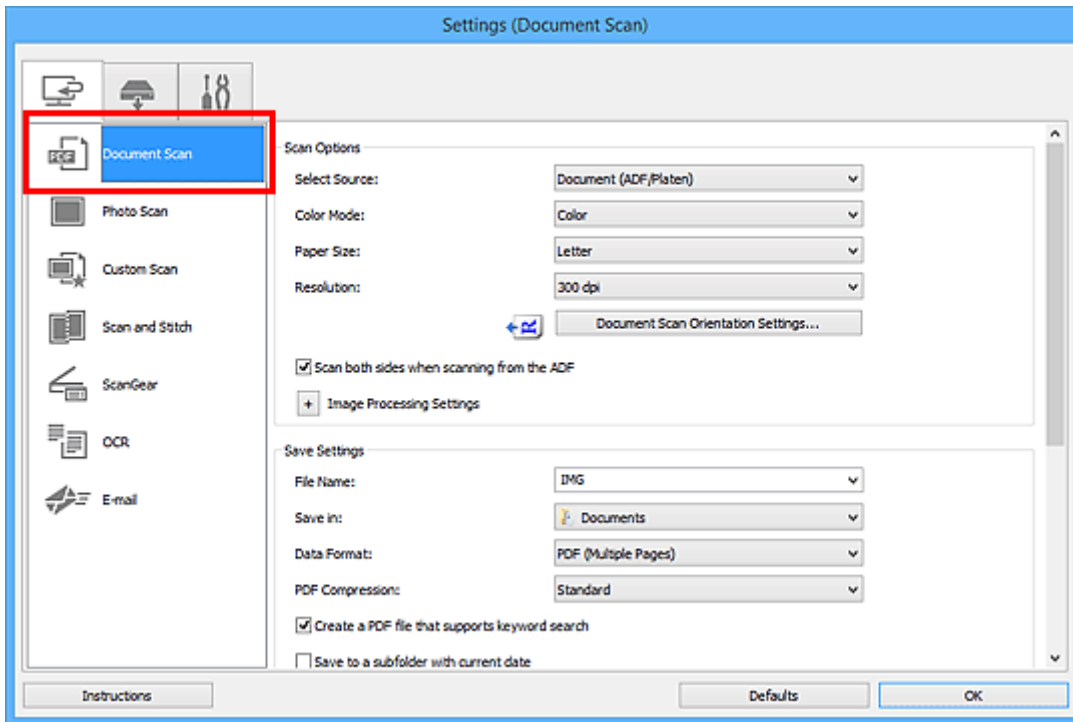 Settings (Document Scan)
PDF
Document Scan
Photo Scan
Custom Scan
Scan and Stitch
ScanGear
OCR
E-mail
Scan Options
Select Source: Document (ADF/Platen)
Color Mode: Color
Paper Size: Letter
Resolution: 300 dpi
R Document Scan Orientation Settings...
Scan both sides when scanning from the ADF
+ Image Processing Settings
Save Settings
File Name: IMG
Save in: Documents
Data Format: PDF (Multiple Pages)
PDF Compression: Standard
Create a PDF file that supports keyword search
Save to a subfolder with current date
Instructions Defaults OK